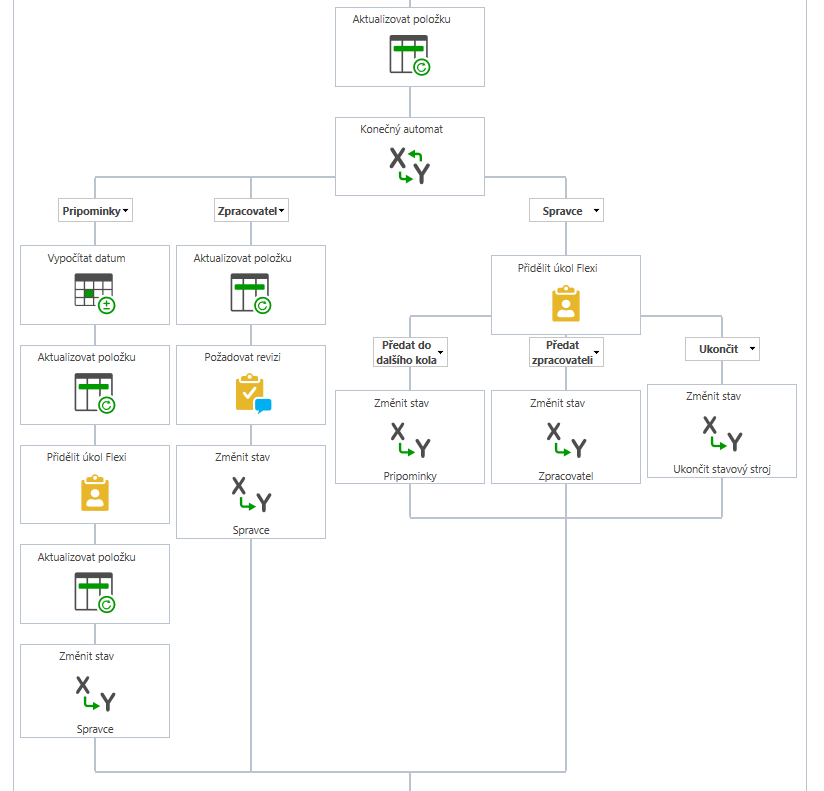 Aktualizovat položku
Konečný automat
X
Y
Pripominky
Zpracovatel
Spravce
Vypočítat datum
Aktualizovat položku
Přidělit úkol Flexi
Aktualizovat položku
Změnit stav
X
Y
Spravce
Aktualizovat položku
Požadovat revizi
Změnit stav
X
Y
Spravce
Přidělit úkol Flexi
Předat do
dalšího kola
Předat
zpracovateli
Ukončit
Změnit stav
X
Y
Pripominky
Změnit stav
X
Y
Zpracovatel
Změnit stav
X
Y
Ukončit stavový stroj